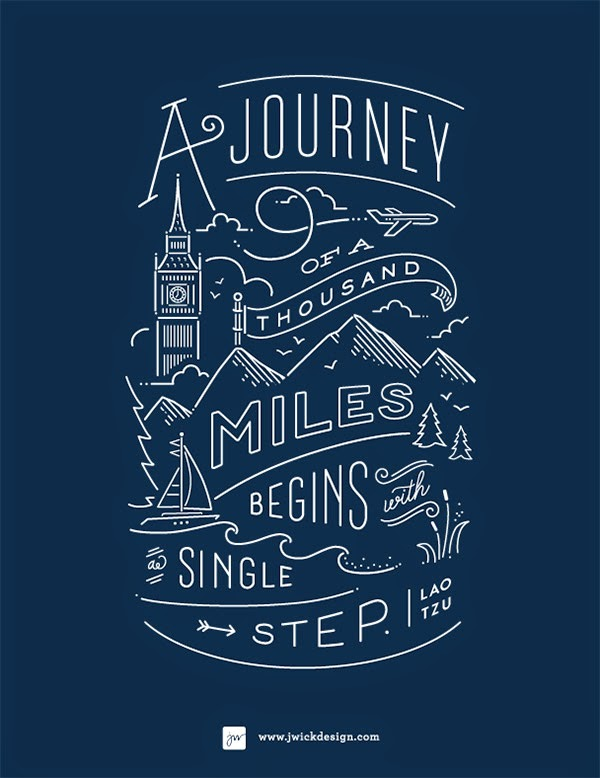 A JOURNEY
OF A
THOUSAND
MILES
BEGINS with
a SINGLE
STEP. | LAO
TZU
jw www.jwickdesign.com